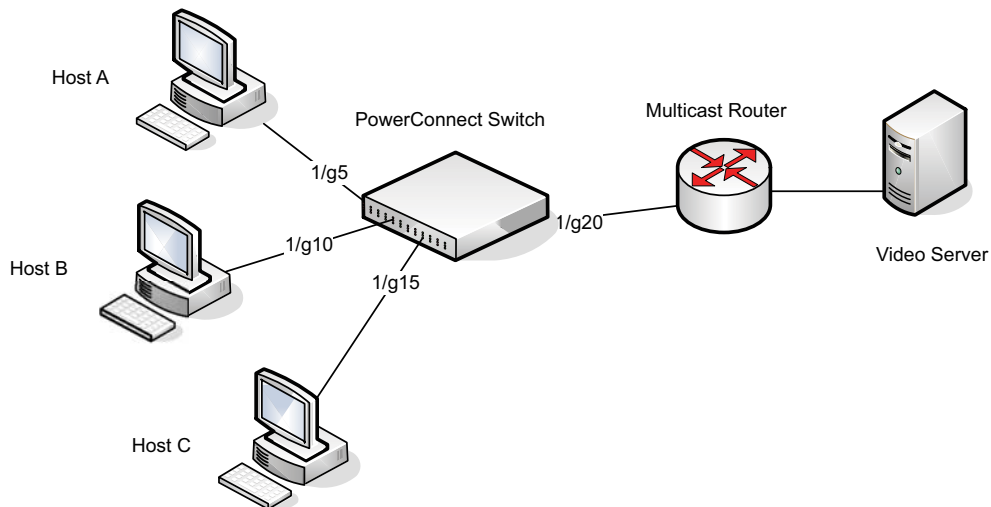 Host A
PowerConnect Switch
Multicast Router
1/g5
1/g20
1/g10
Video Server
Host B
1/g15
Host C